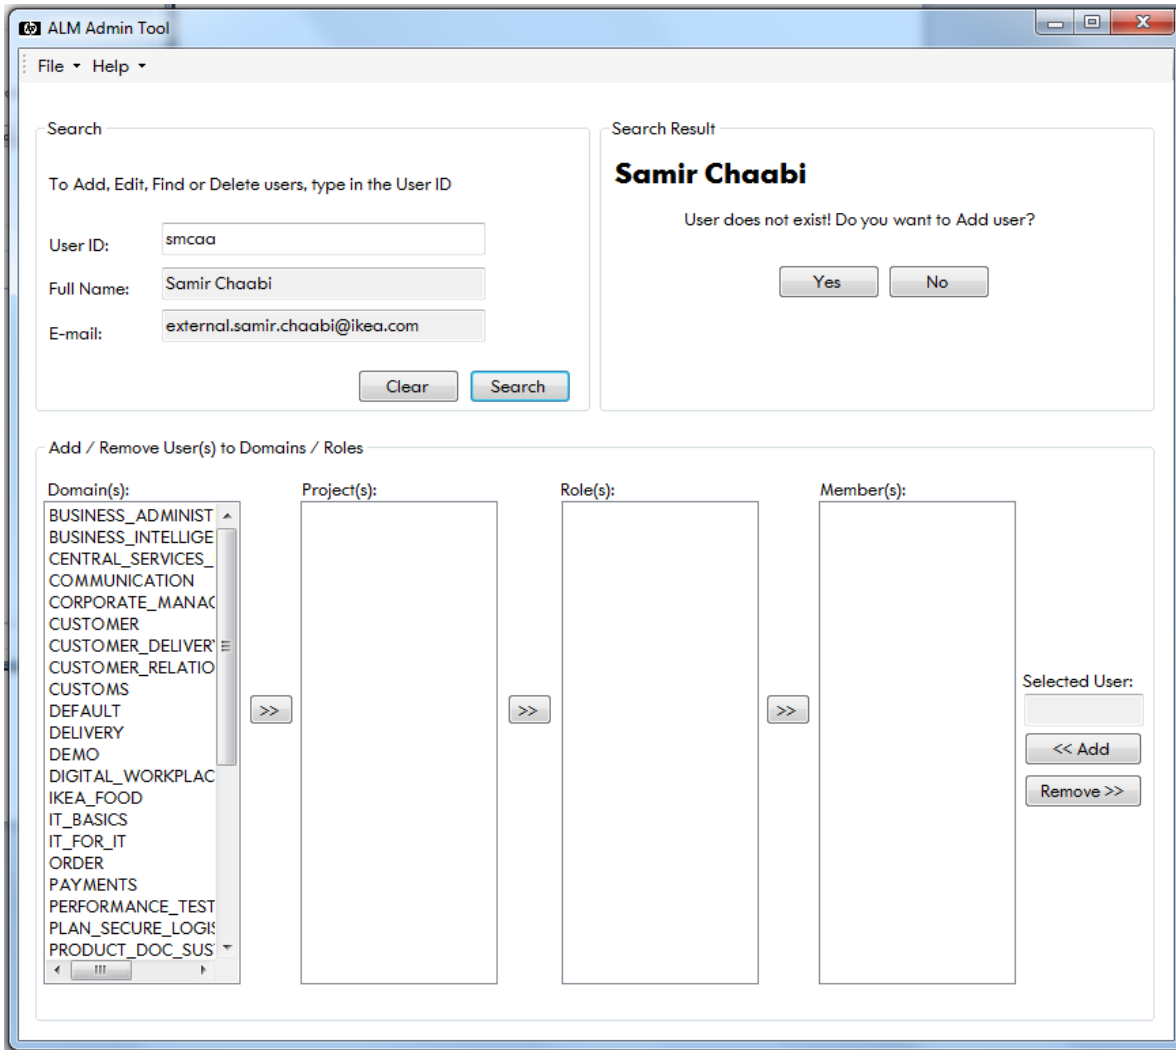 ALM Admin Tool
File Help
Search
To Add, Edit, Find or Delete users, type in the User ID
User ID: smcaa
Full Name: Samir Chaabi
E-mail: external.samir.chaabi@ikea.com
Clear Search
Search Result
Samir Chaabi
User does not exist! Do you want to Add user?
Yes No
Add / Remove User(s) to Domains / Roles
Domain(s):
BUSINESS_ADMINIST
BUSINESS_INTELLIGE
CENTRAL_SERVICES_
COMMUNICATION
CORPORATE_MANAC
CUSTOMER
CUSTOMER_DELIVER
CUSTOMER_RELATIO
CUSTOMS
DEFAULT
DELIVERY
DEMO
DIGITAL_WORKPLAC
IKEA_FOOD
IT_BASICS
IT_FOR_IT
ORDER
PAYMENTS
PERFORMANCE_TEST
PLAN_SECURE_LOGIS
PRODUCT_DOC_SUS
>>
Project(s):
>>
Role(s):
>>
Member(s):
Selected User:
<< Add
Remove >>